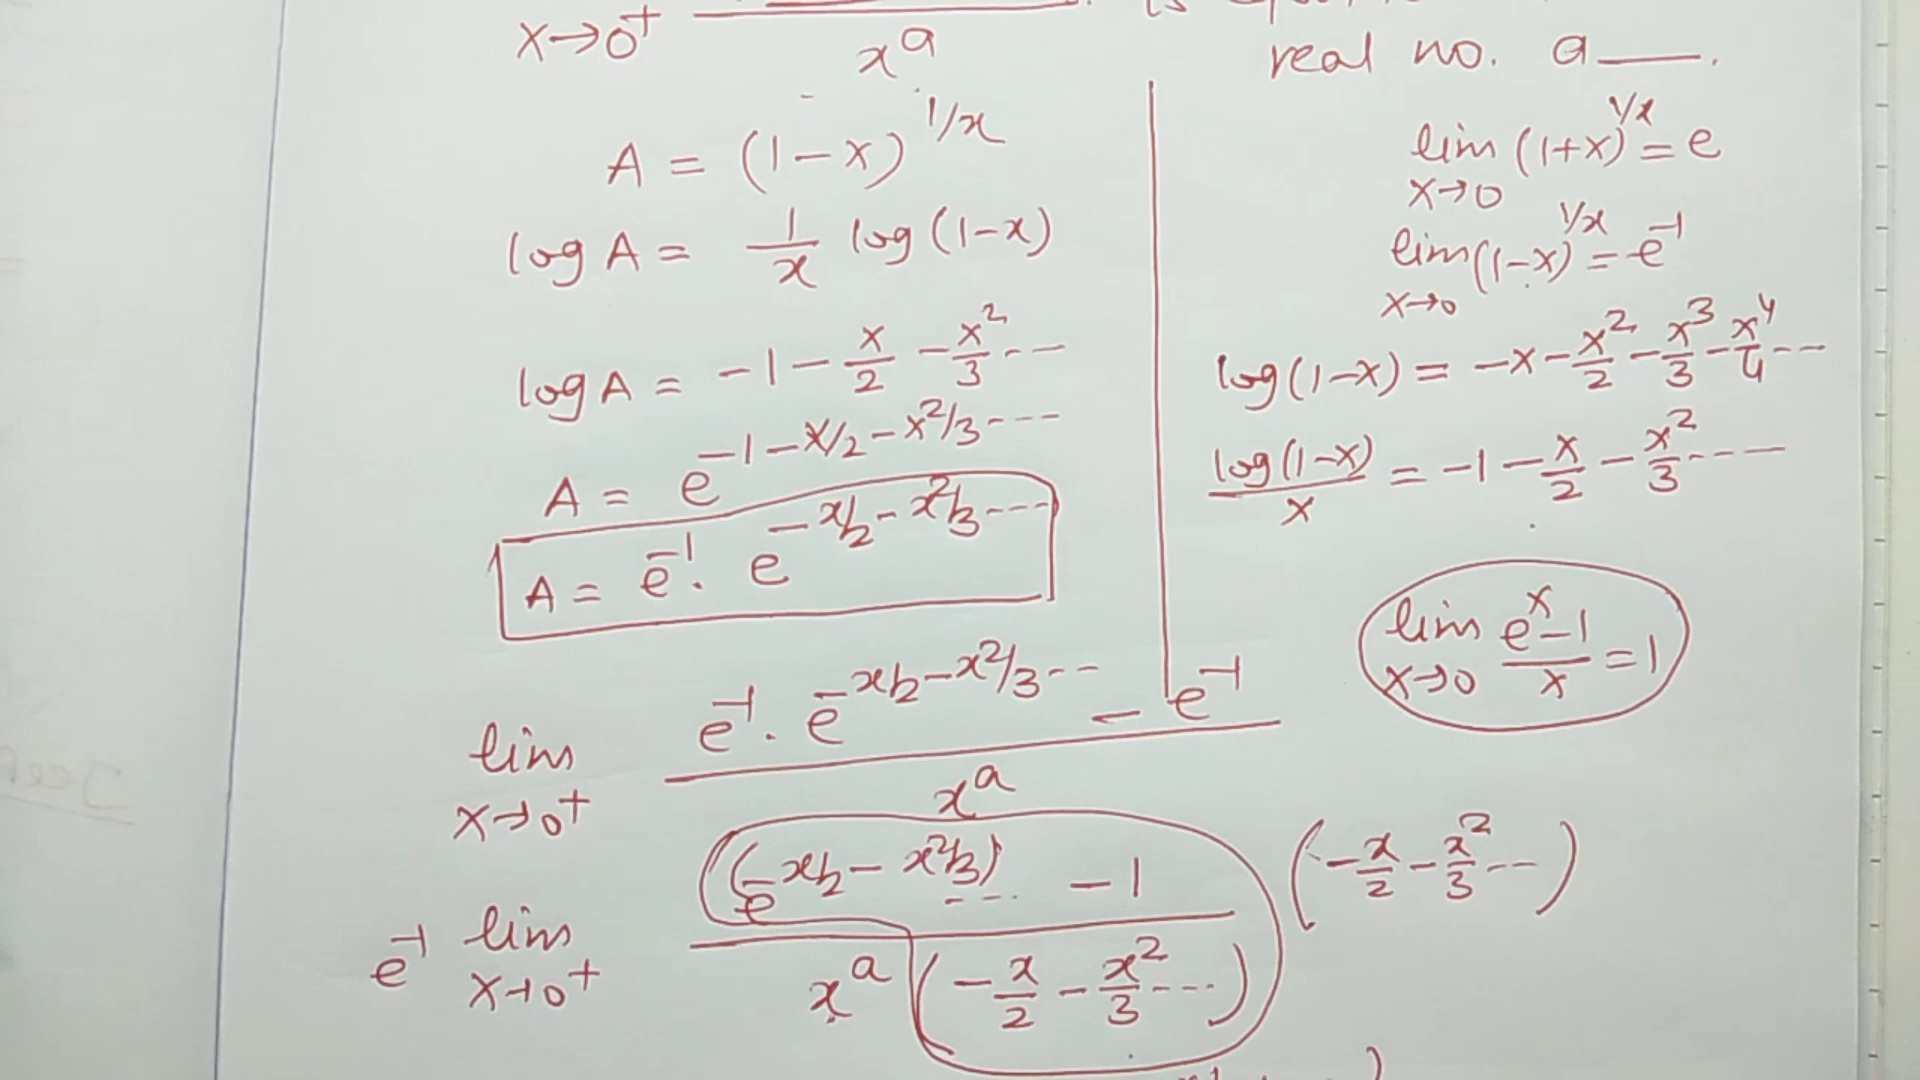 x→0⁺ x^a
real no. a ___.
A = (1-x)^1/x
log A = 1/x log (1-x)
log A = -1 - x/2 - x²/3 ---
A = e^-1-x/2-x²/3----
A = e^-1 . e^-x/2-x²/3----
lim x→0 (1+x)^1/x = e
lim x→0 (1-x)^1/x = e^-1
log(1-x) = -x - x²/2 - x³/3 - x⁴/4 ---
log(1-x)/x = -1 - x/2 - x²/3 ----
lim x→0 e^x-1/x = 1
lim x→0⁺ e^-1 . e^-x/2-x²/3--- - e^-1 / x^a
e^-1 lim x→0⁺ (e^-x/2-x²/3)---- - 1 / x^a (-x/2 - x²/3 ----) (-x/2 - x²/3 ---)